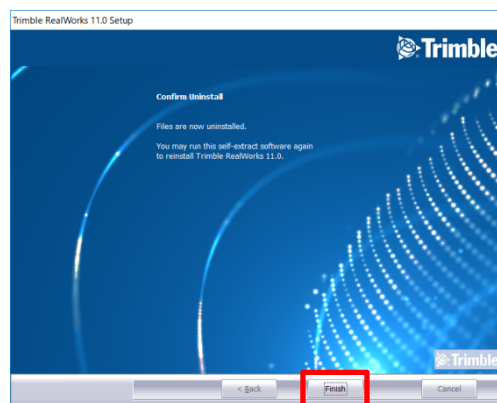 Trimble RealWorks 11.0 Setup
Trimble
Confirm Uninstall
Files are now uninstalled.
You may run this self-extract software again
to reinstall Trimble RealWorks 11.0.
Trimble
< Back Finish Cancel